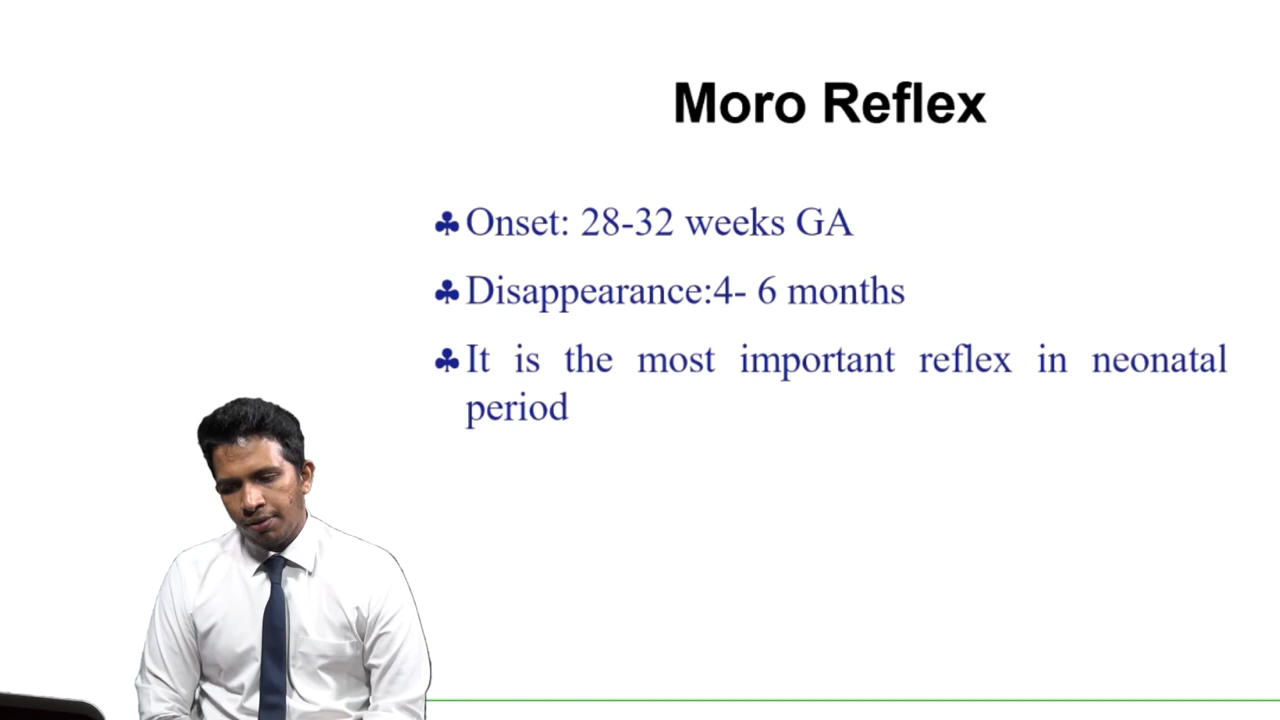 Moro Reflex
♣Onset: 28-32 weeks GA
♣Disappearance:4- 6 months
♣It is the most important reflex in neonatal
period